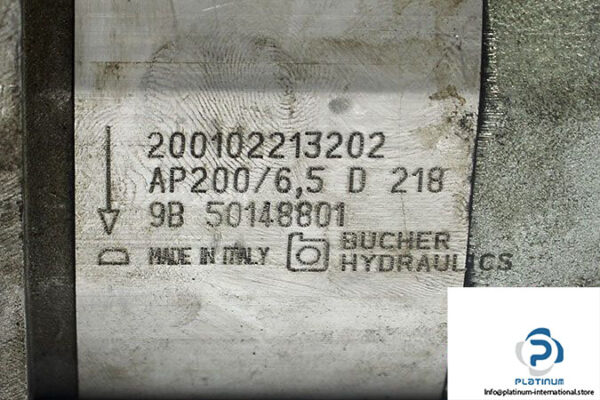 200102213202
AP200/6,5 D 218
9B 50148801
MADE IN ITALY
BUCHER
HYDRAULICS
PLATINUM
Info@platinum-international.store